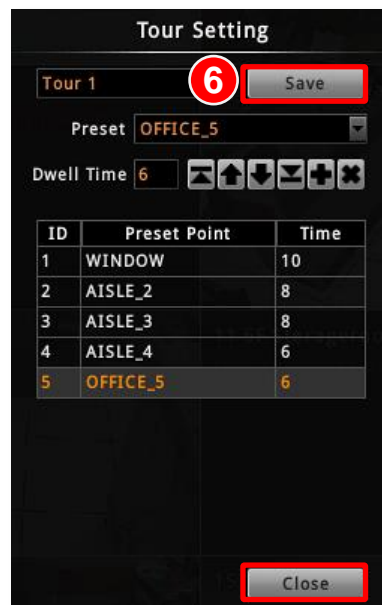 Tour Setting
Tour 1 6 Save
Preset OFFICE_5
Dwell Time 6
ID Preset Point Time
1 WINDOW 10
2 AISLE_2 8
3 AISLE_3 8
4 AISLE_4 6
5 OFFICE_5 6
Close